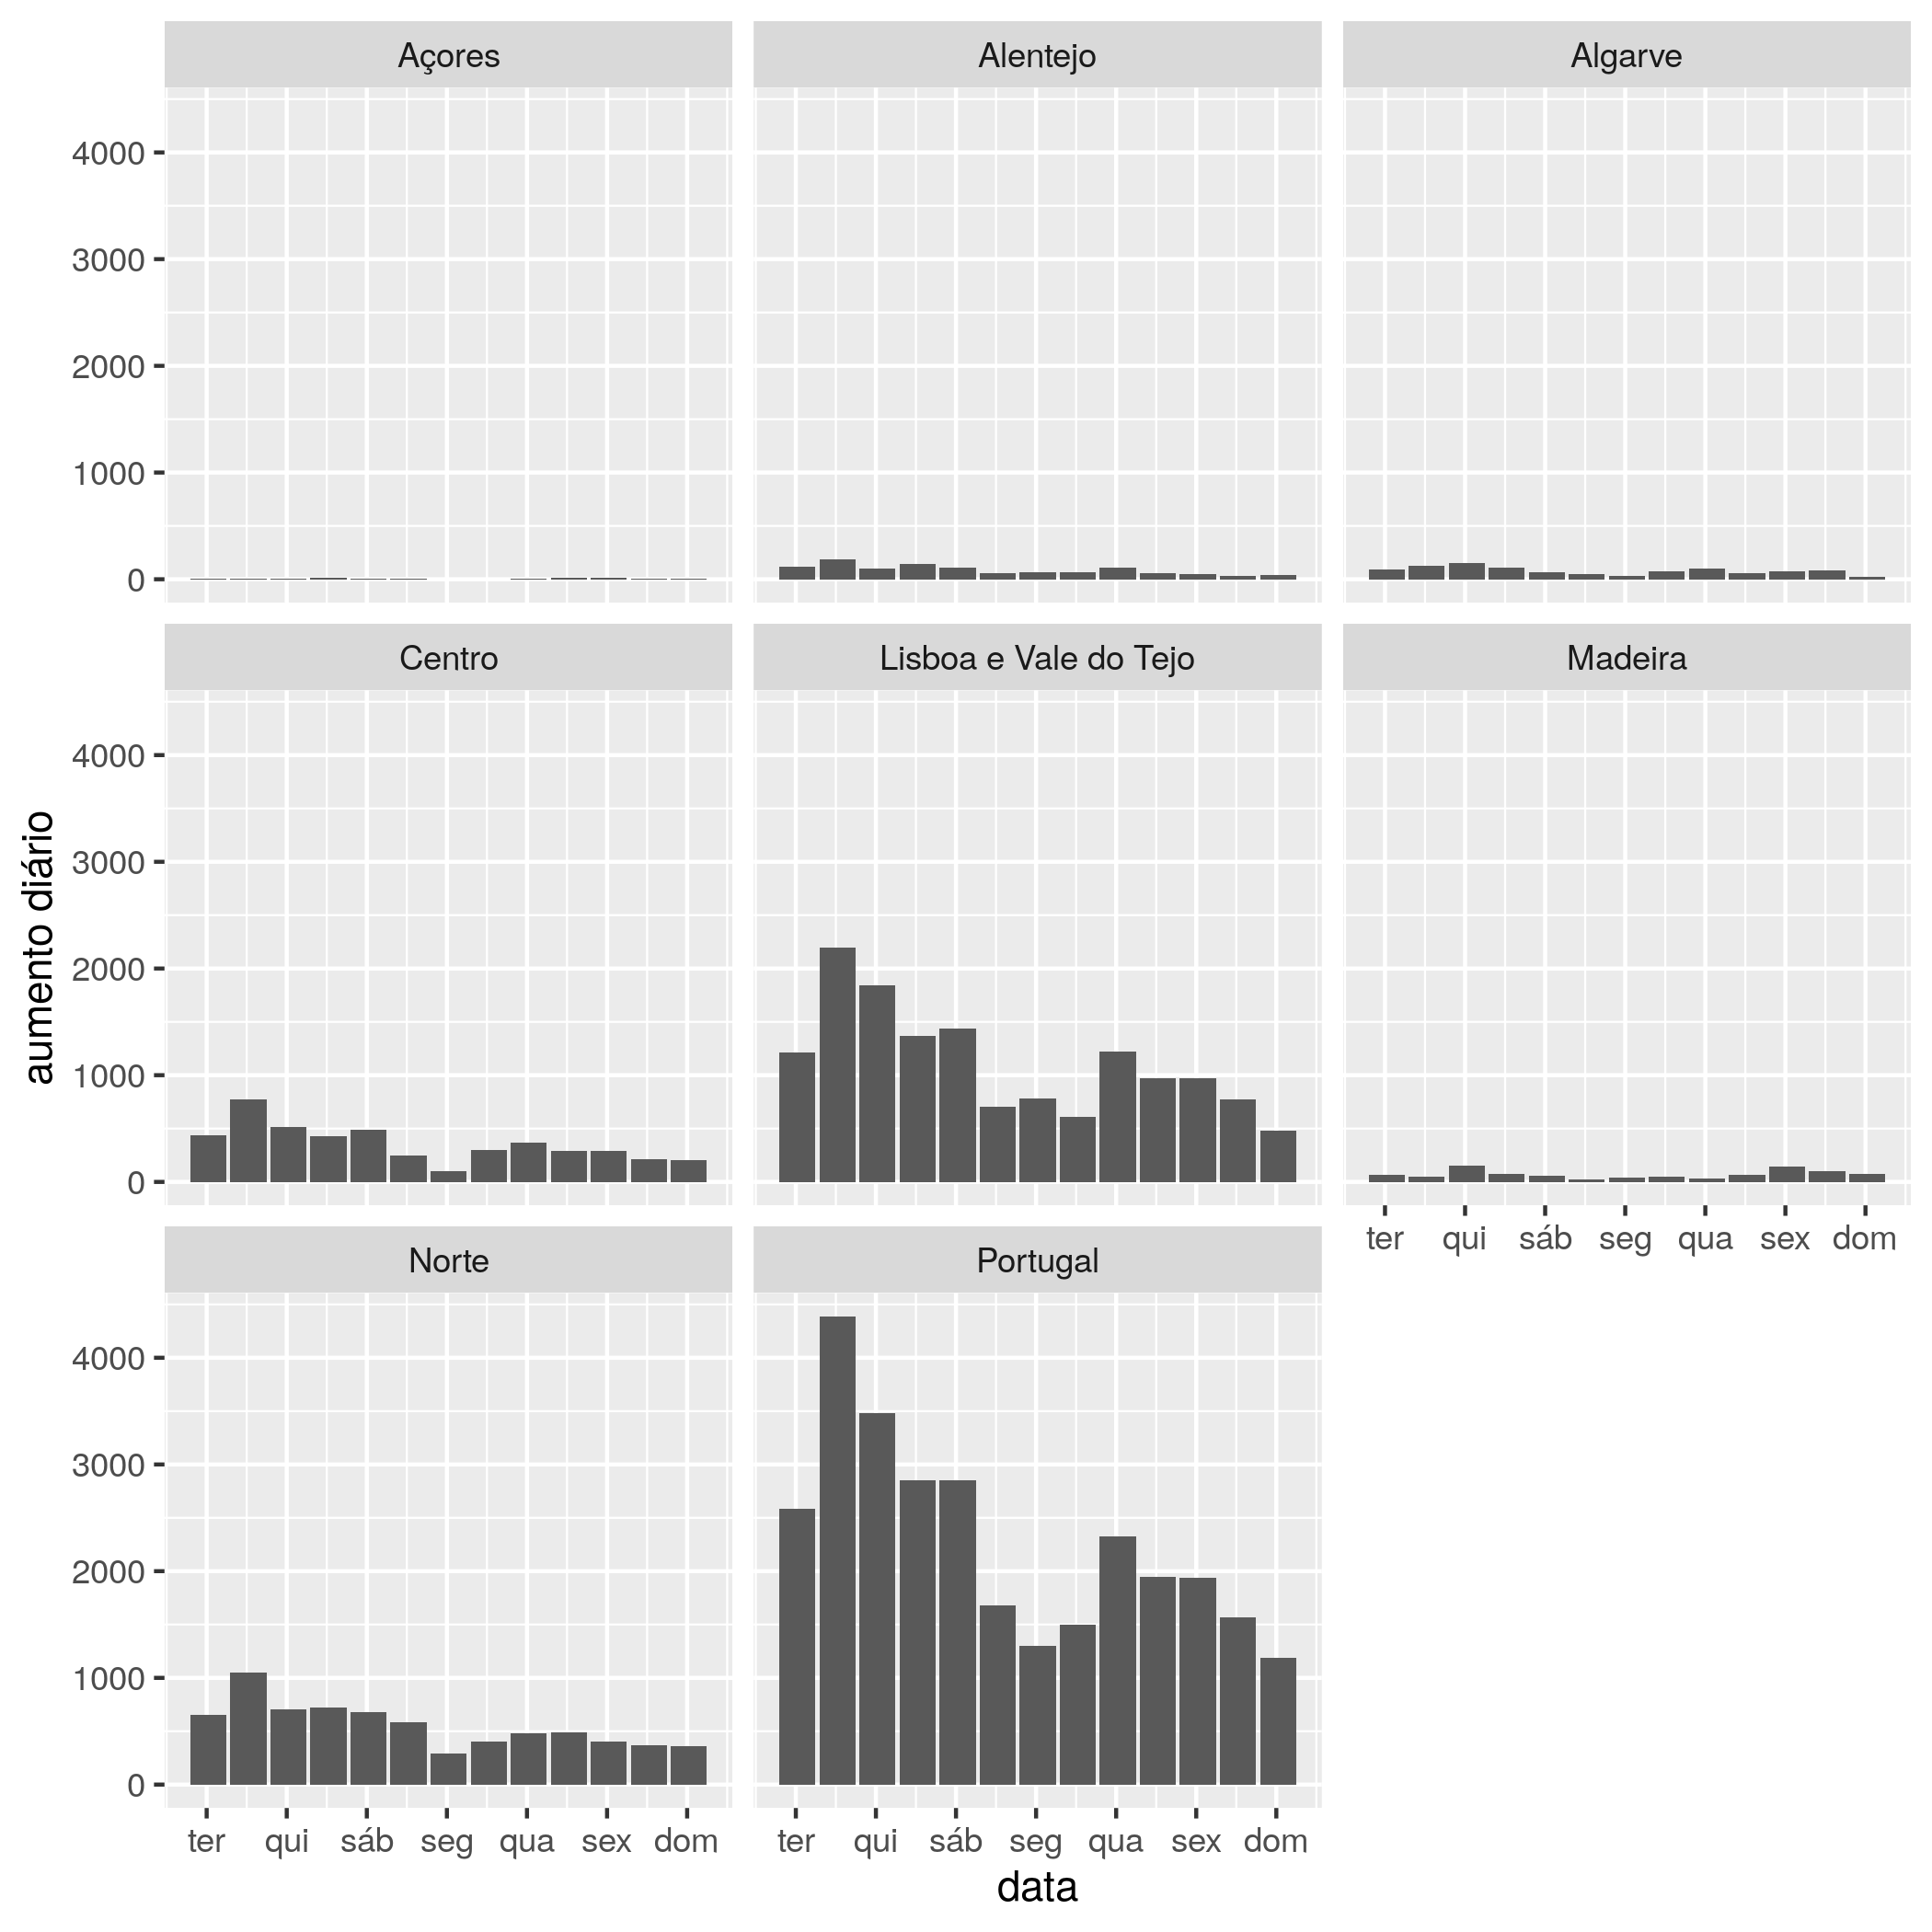 Açores Alentejo Algarve
4000
3000
2000
1000
0
Centro Lisboa e Vale do Tejo Madeira
4000
3000
2000
1000
0
ter qui sáb seg qua sex dom
Norte Portugal
4000
3000
2000
1000
0
ter qui sáb seg qua sex dom ter qui sáb seg qua sex dom
data
aumento diário